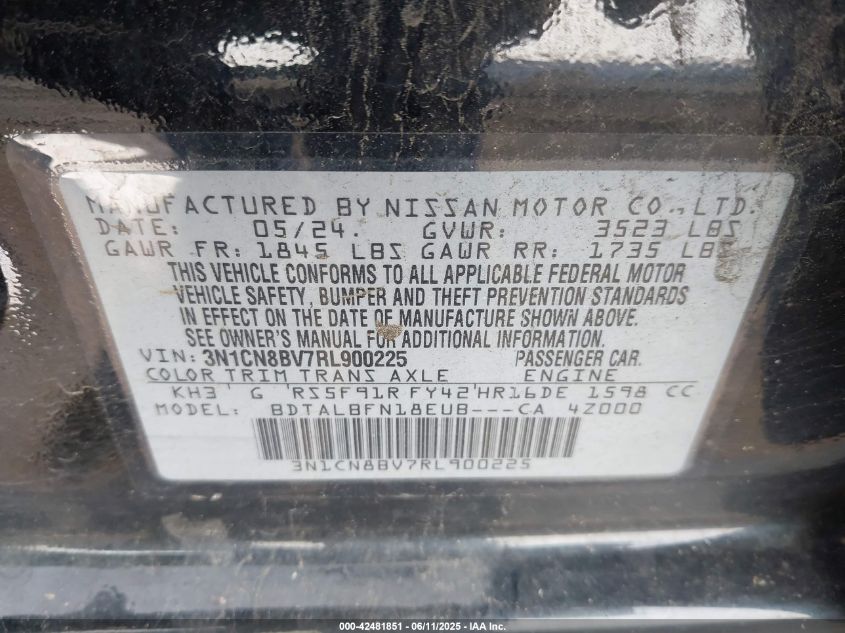 MANUFACTURED BY NISSAN MOTOR CO., LTD.
DATE: 05/24. GVWR: 3523 LBS
GAWR FR: 1845 LBS GAWR RR: 1735 LBS
THIS VEHICLE CONFORMS TO ALL APPLICABLE FEDERAL MOTOR
VEHICLE SAFETY, BUMPER AND THEFT PREVENTION STANDARDS
IN EFFECT ON THE DATE OF MANUFACTURE SHOWN ABOVE.
SEE OWNER'S MANUAL FOR ADDITIONAL INFORMATION
VIN: 3N1CN8BV7RL900225 PASSENGER CAR.
COLOR TRIM TRANS AXLE ENGINE
KH3 G RS5F91R FY42 HR16DE 1598 CC
MODEL: BDTALBFN18EUB---CA 4Z000
3N1CN8BV7RL900225
000-42481851 - 06/11/2025 - IAA Inc.